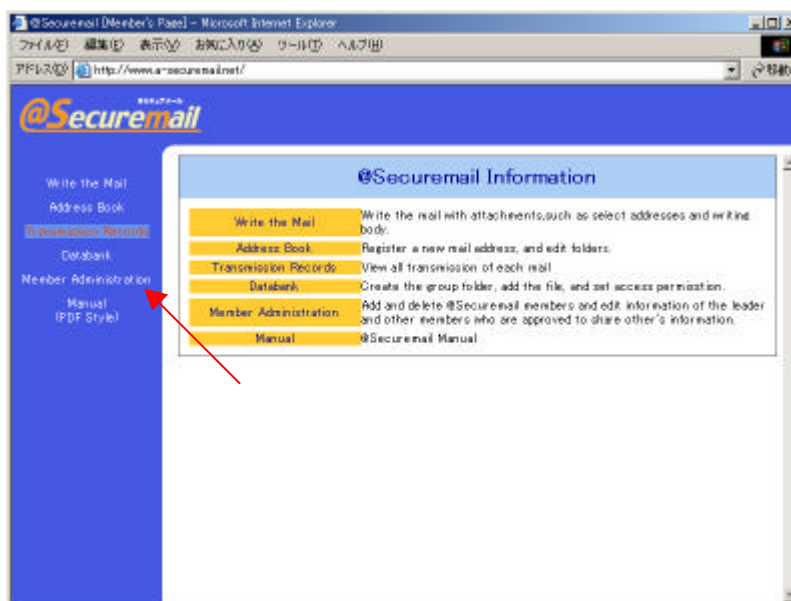 @Securemail [Member's Page] - Microsoft Internet Explorer
ファイル(F) 編集(E) 表示(V) お気に入り(A) ツール(T) ヘルプ(H)
アドレス(D) http://www.a-securemail.net/ 移動
@Securemail
@Securemail Information
Write the Mail
Address Book
Transmission Records
Databank
Member Administration
Manual
(PDF Style)
Write the Mail Write the mail with attachments,such as select addresses and writing
body.
Address Book Register a new mail address, and edit folders.
Transmission Records View all transmission of each mail
Databank Create the group folder, add the file, and set access permission.
Member Administration Add and delete @Securemail members and edit information of the leader
and other members who are approved to share other's information.
Manual @Securemail Manual